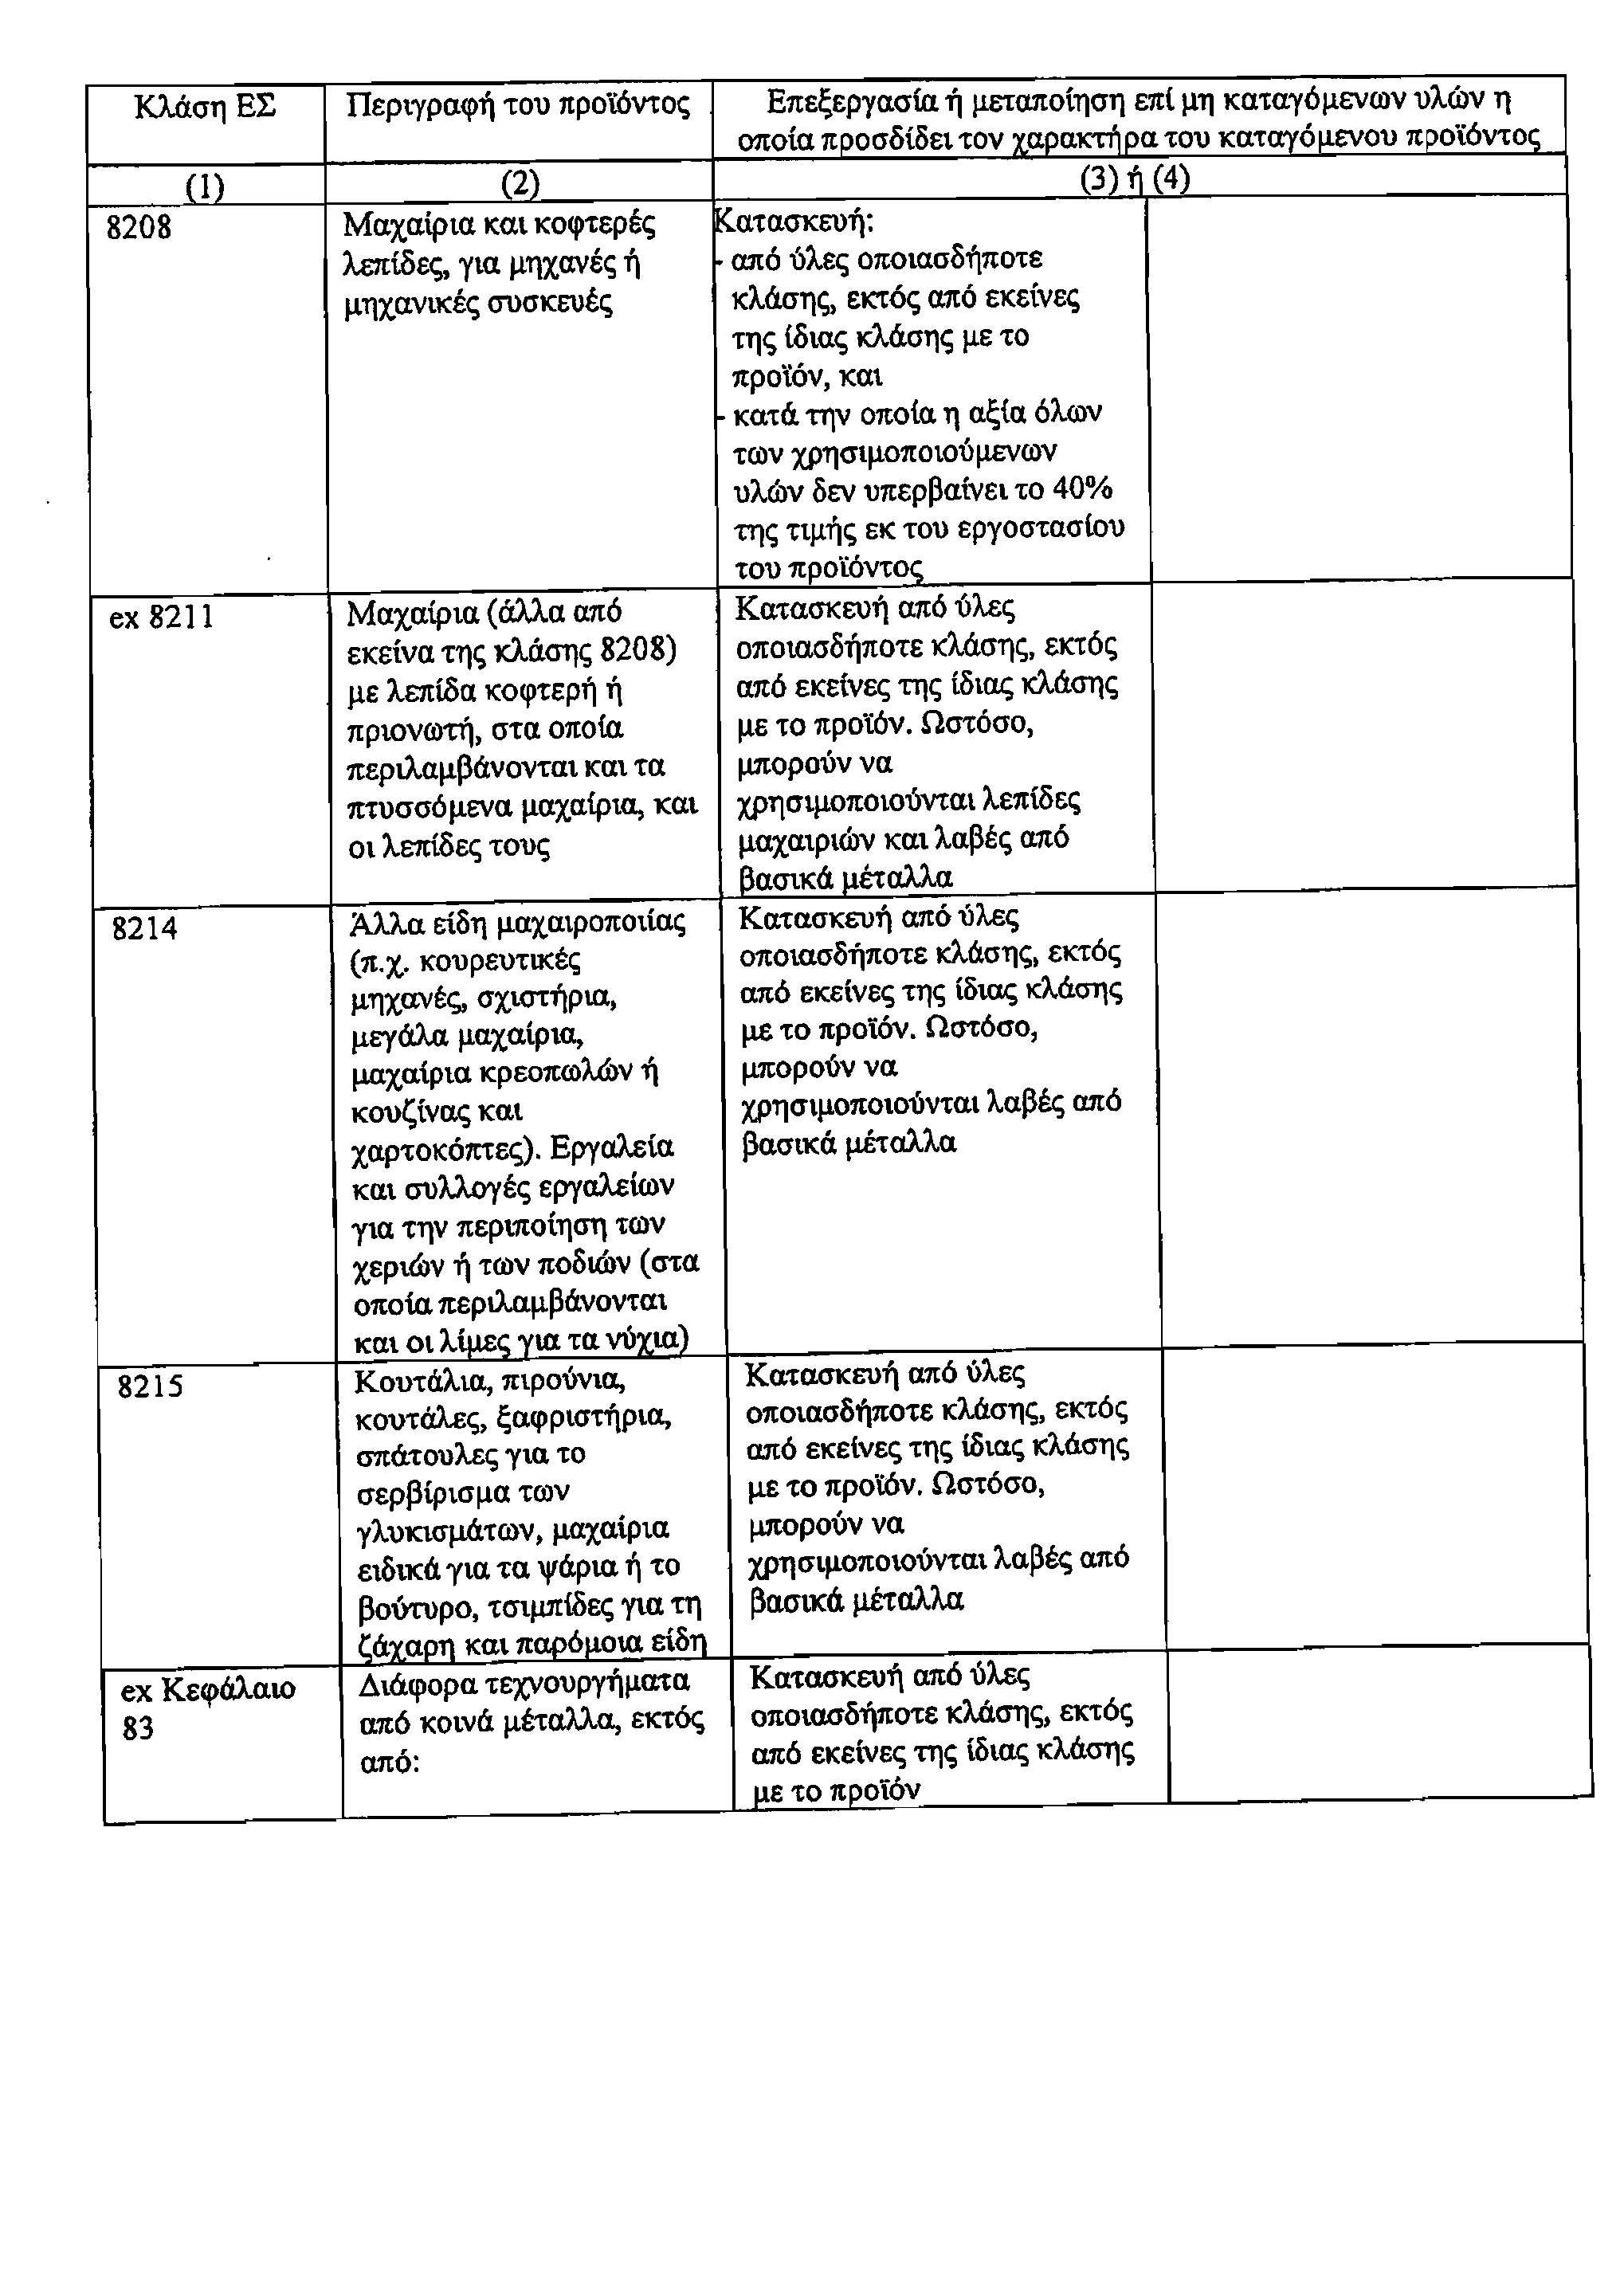 Κλάση ΕΣ
Περιγραφή του προϊόντος
Επεξεργασία ή μεταποίηση επί μη καταγόμενων υλών η
οποία προσδίδει τον χαρακτήρα του καταγόμενου προϊόντος
(1)
(2)
(3) ή (4)
8208
Μαχαίρια και κοφτερές
λεπίδες, για μηχανές ή
μηχανικές συσκευές
Κατασκευή:
- από ύλες οποιασδήποτε
κλάσης, εκτός από εκείνες
της ίδιας κλάσης με το
προϊόν, και
- κατά την οποία η αξία όλων
των χρησιμοποιούμενων
υλών δεν υπερβαίνει το 40%
της τιμής εκ του εργοστασίου
του προϊόντος
ex 8211
Μαχαίρια (άλλα από
εκείνα της κλάσης 8208)
με λεπίδα κοφτερή ή
πριονωτή, στα οποία
περιλαμβάνονται και τα
πτυσσόμενα μαχαίρια, και
οι λεπίδες τους
Κατασκευή από ύλες
οποιασδήποτε κλάσης, εκτός
από εκείνες της ίδιας κλάσης
με το προϊόν. Ωστόσο,
μπορούν να
χρησιμοποιούνται λεπίδες
μαχαιριών και λαβές από
βασικά μέταλλα
8214
Άλλα είδη μαχαιροποιίας
(π.χ. κουρευτικές
μηχανές, σχιστήρια,
μεγάλα μαχαίρια,
μαχαίρια κρεοπωλών ή
κουζίνας και
χαρτοκόπτες). Εργαλεία
και συλλογές εργαλείων
για την περιποίηση των
χεριών ή των ποδιών (στα
οποία περιλαμβάνονται
και οι λίμες για τα νύχια)
Κατασκευή από ύλες
οποιασδήποτε κλάσης, εκτός
από εκείνες της ίδιας κλάσης
με το προϊόν. Ωστόσο,
μπορούν να
χρησιμοποιούνται λαβές από
βασικά μέταλλα
8215
Κουτάλια, πιρούνια,
κουτάλες, ξαφριστήρια,
σπάτουλες για το
σερβίρισμα των
γλυκισμάτων, μαχαίρια
ειδικά για τα ψάρια ή το
βούτυρο, τσιμπίδες για τη
ζάχαρη και παρόμοια είδη
Κατασκευή από ύλες
οποιασδήποτε κλάσης, εκτός
από εκείνες της ίδιας κλάσης
με το προϊόν. Ωστόσο,
μπορούν να
χρησιμοποιούνται λαβές από
βασικά μέταλλα
ex Κεφάλαιο
83
Διάφορα τεχνουργήματα
από κοινά μέταλλα, εκτός
από:
Κατασκευή από ύλες
οποιασδήποτε κλάσης, εκτός
από εκείνες της ίδιας κλάσης
με το προϊόν